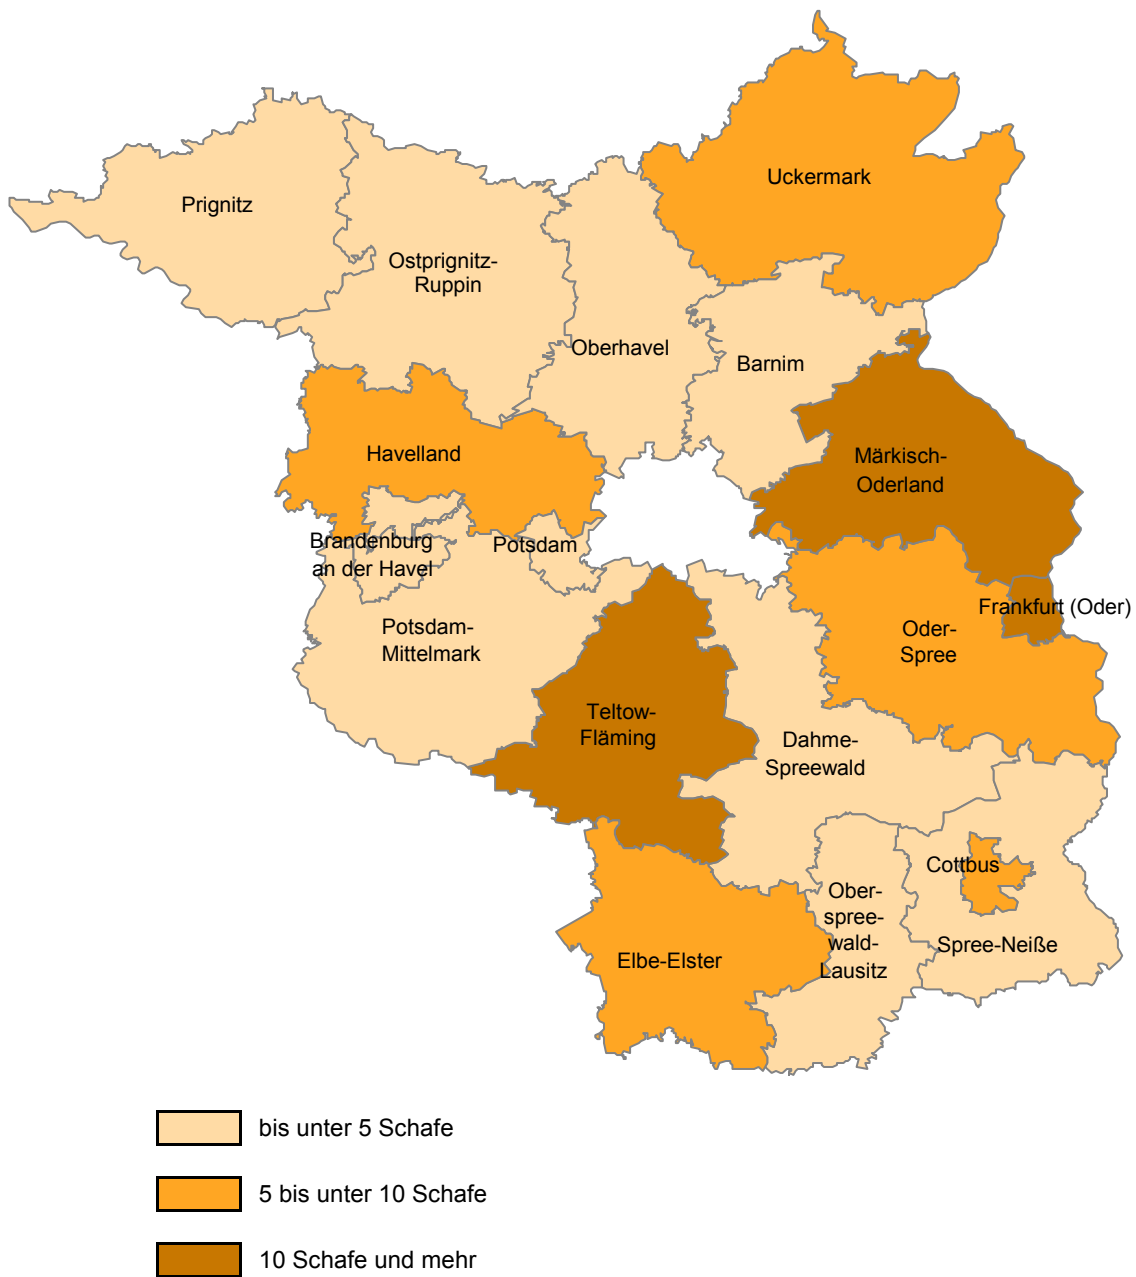 Uckermark
Prignitz
Ostprignitz-
Ruppin
Oberhavel
Barnim
Havelland
Märkisch-
Oderland
Brandenburg
an der Havel
Potsdam
Frankfurt (Oder)
Potsdam-
Mittelmark
Oder-
Spree
Teltow-
Fläming
Dahme-
Spreewald
Cottbus
Ober-
spree-
wald-
Lausitz
Spree-Neiße
Elbe-Elster
bis unter 5 Schafe
5 bis unter 10 Schafe
10 Schafe und mehr